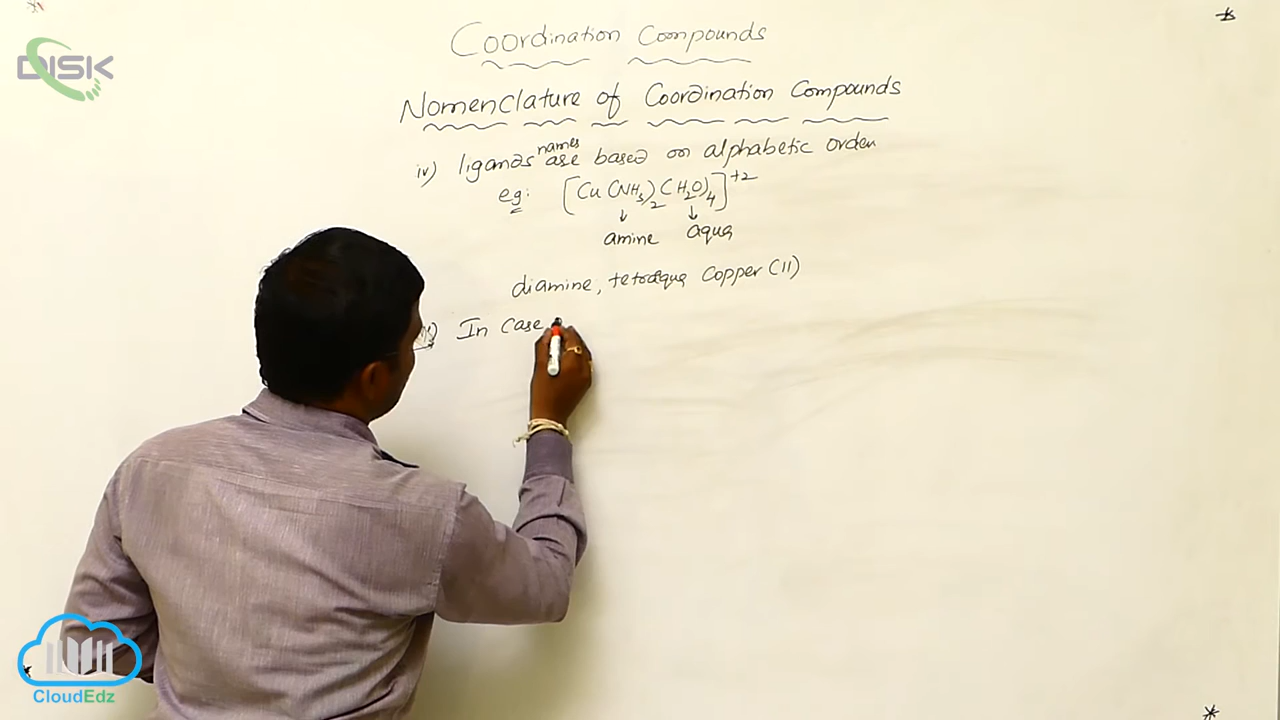 DISK
Coordination Compounds
Nomenclature of Coordination Compounds
iv) ligands names are based on alphabetic order
eg: [Cu(NH3)2(H2O)4]+2
amine aqua
diamine, tetraaqua Copper (II)
In Case
CloudEdz